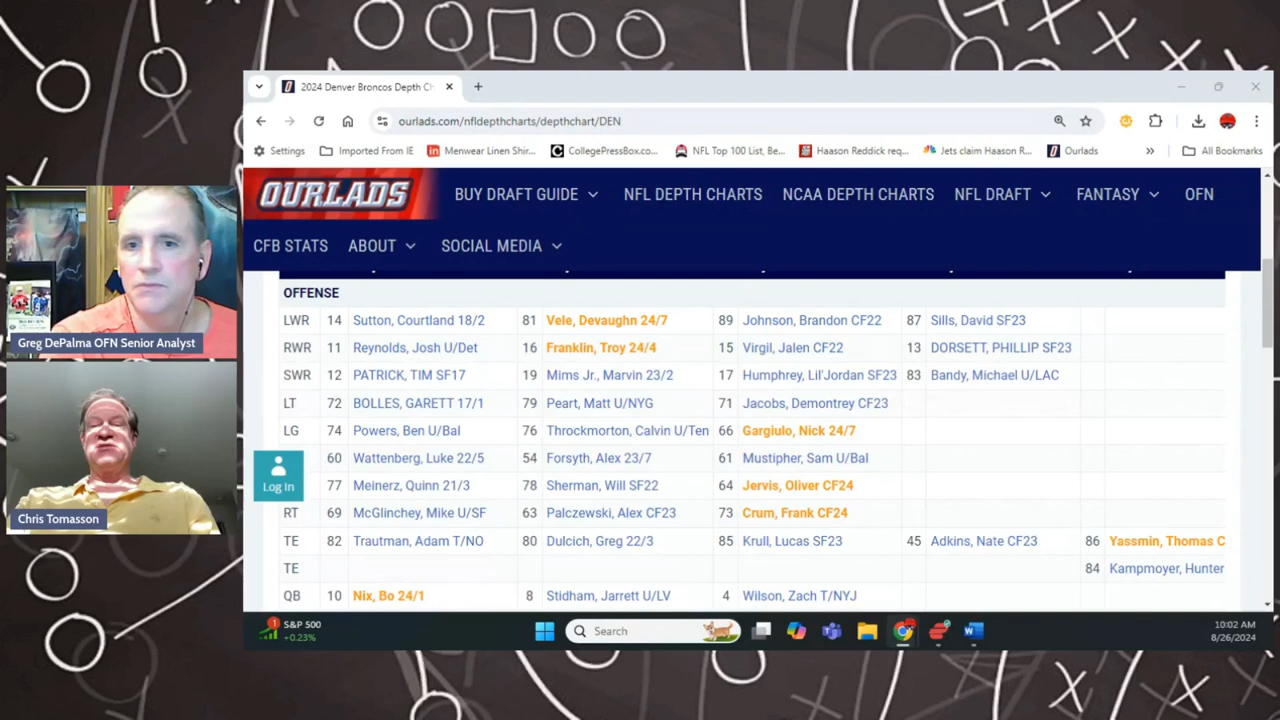 2024 Denver Broncos Depth Ch
ourlads.com/nfldepthcharts/depthchart/DEN
Settings Imported From IE Menwear Linen Shir... CollegePressBox.co... NFL Top 100 List, Be... Haason Reddick req... Jets claim Haason R... Ourlads » All Bookmarks
OURLADS BUY DRAFT GUIDE NFL DEPTH CHARTS NCAA DEPTH CHARTS NFL DRAFT FANTASY OFN
CFB STATS ABOUT SOCIAL MEDIA
OFFENSE
LWR 14 Sutton, Courtland 18/2 81 Vele, Devaughn 24/7 89 Johnson, Brandon CF22 87 Sills, David SF23
RWR 11 Reynolds, Josh U/Det 16 Franklin, Troy 24/4 15 Virgil, Jalen CF22 13 DORSETT, PHILLIP SF23
SWR 12 PATRICK, TIM SF17 19 Mims Jr., Marvin 23/2 17 Humphrey, Lil'Jordan SF23 83 Bandy, Michael U/LAC
LT 72 BOLLES, GARETT 17/1 79 Peart, Matt U/NYG 71 Jacobs, Demontrey CF23
LG 74 Powers, Ben U/Bal 76 Throckmorton, Calvin U/Ten 66 Gargiulo, Nick 24/7
60 Wattenberg, Luke 22/5 54 Forsyth, Alex 23/7 61 Mustipher, Sam U/Bal
77 Meinerz, Quinn 21/3 78 Sherman, Will SF22 64 Jervis, Oliver CF24
RT 69 McGlinchey, Mike U/SF 63 Palczewski, Alex CF23 73 Crum, Frank CF24
TE 82 Trautman, Adam T/NO 80 Dulcich, Greg 22/3 85 Krull, Lucas SF23 45 Adkins, Nate CF23 86 Yassmin, Thomas C
TE 84 Kampmoyer, Hunter
QB 10 Nix, Bo 24/1 8 Stidham, Jarrett U/LV 4 Wilson, Zach T/NYJ
Log In
Greg DePalma OFN Senior Analyst
Chris Tomasson
1 S&P 500
+0.23%
Search
10:02 AM
8/26/2024